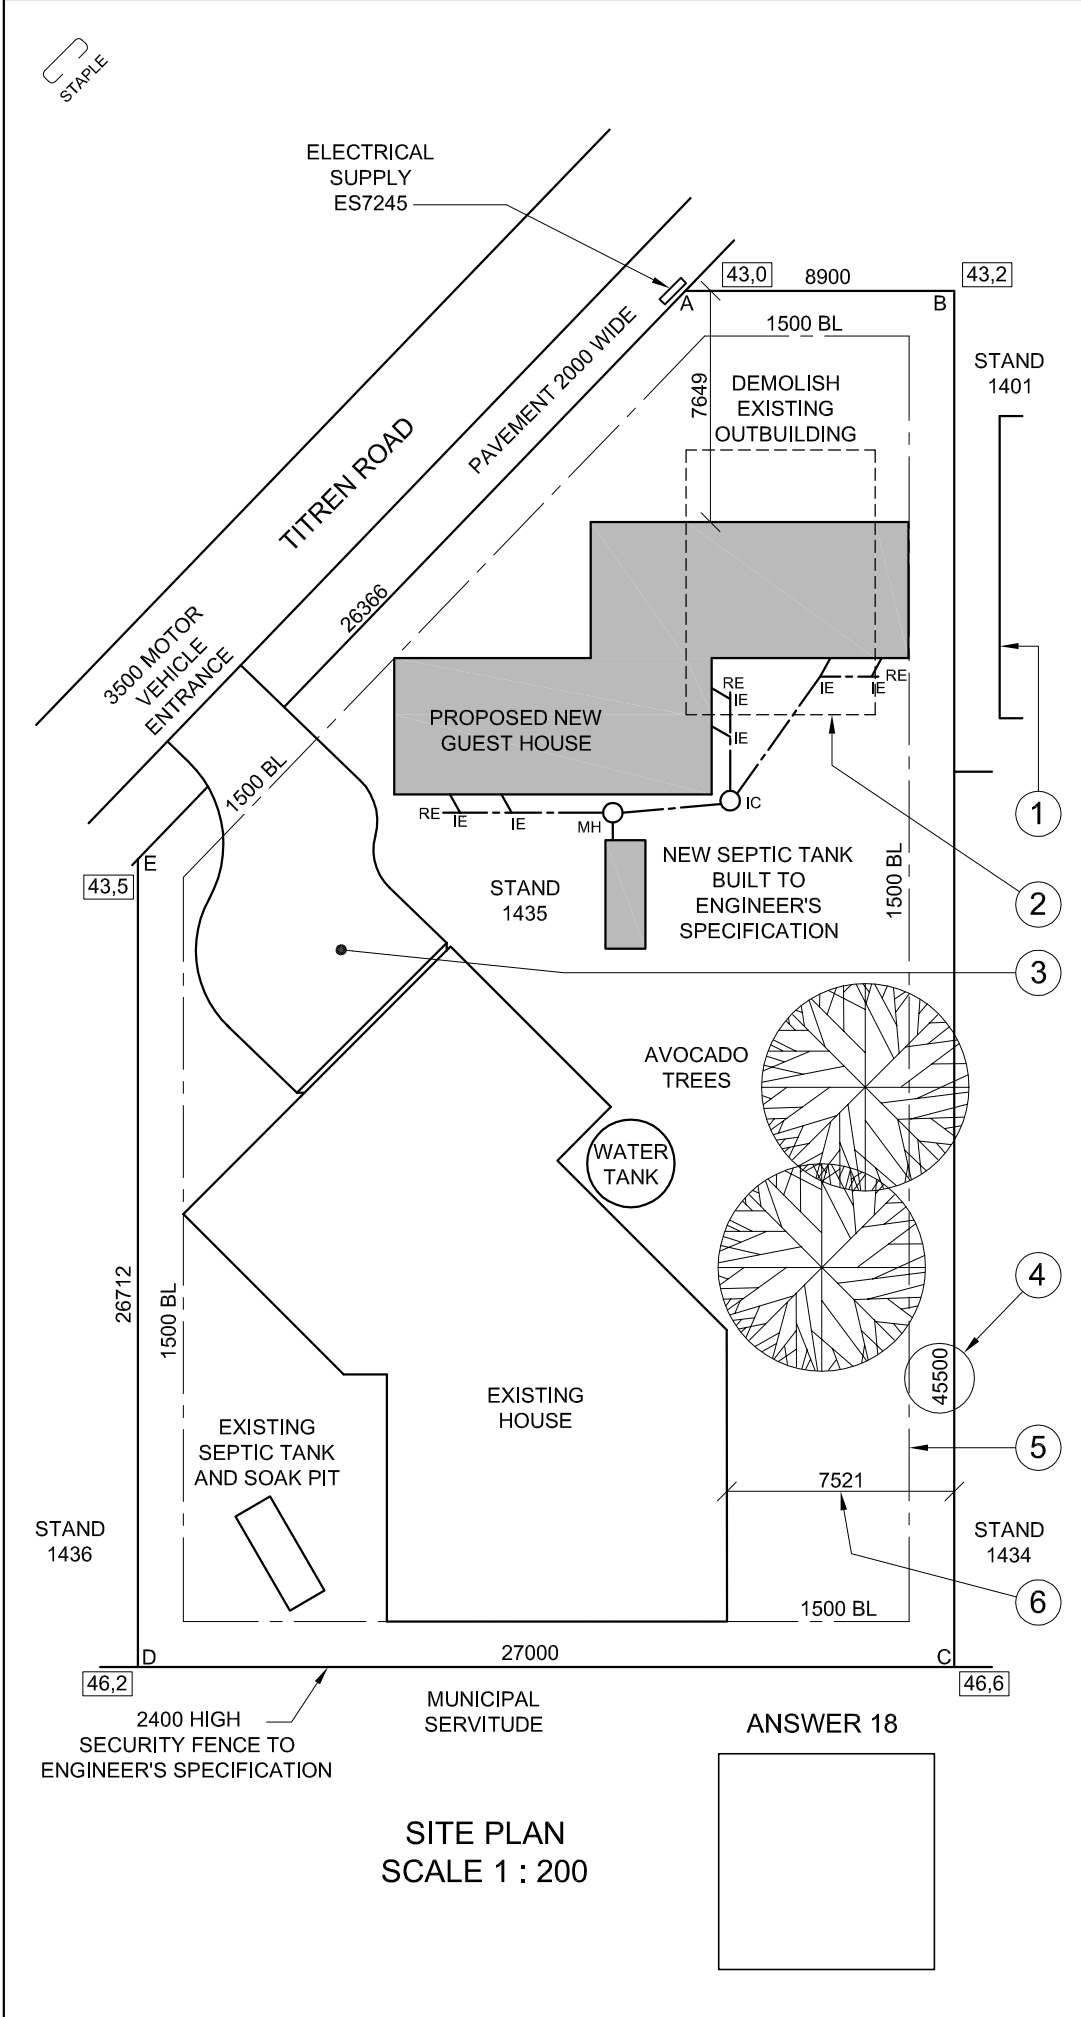 STAPLE
ELECTRICAL
SUPPLY
ES7245
43,0
8900
43,2
A
B
1500 BL
PAVEMENT 2000 WIDE
7649
DEMOLISH
EXISTING
OUTBUILDING
STAND
1401
TITREN ROAD
26366
3500 MOTOR
VEHICLE
ENTRANCE
1500 BL
PROPOSED NEW
GUEST HOUSE
RE
IE
IE
IE
IE
RE
IC
RE
IE
IE
MH
1
E
43,5
STAND
1435
NEW SEPTIC TANK
BUILT TO
ENGINEER'S
SPECIFICATION
1500 BL
2
3
AVOCADO
TREES
WATER
TANK
26712
1500 BL
4
45500
EXISTING
HOUSE
EXISTING
SEPTIC TANK
AND SOAK PIT
5
7521
STAND
1436
STAND
1434
6
1500 BL
D
27000
C
46,2
46,6
2400 HIGH
SECURITY FENCE TO
ENGINEER'S SPECIFICATION
MUNICIPAL
SERVITUDE
ANSWER 18
SITE PLAN
SCALE 1 : 200